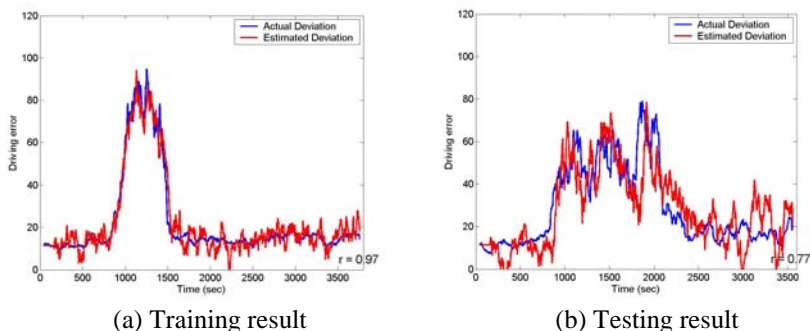 120
100
80
60
40
20
0
Driving error
Actual Deviation
Estimated Deviation
0 500 1000 1500 2000 2500 3000 3500
Time (sec)
r = 0.97
(a) Training result
120
100
80
60
40
20
0
Driving error
Actual Deviation
Estimated Deviation
0 500 1000 1500 2000 2500 3000 3500
Time (sec)
r = 0.77
(b) Testing result